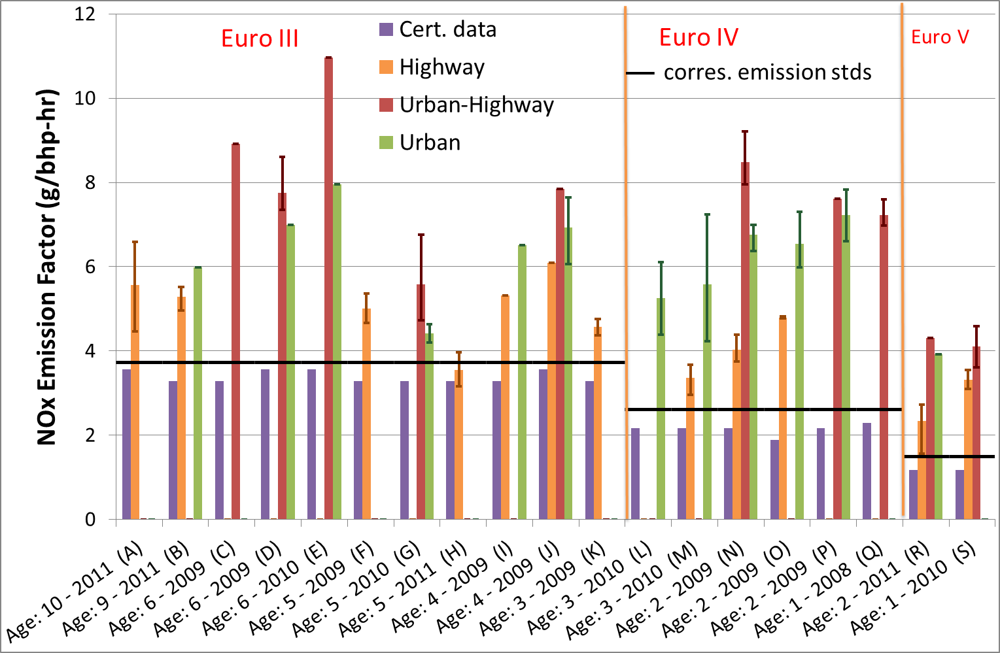 NOx Emission Factor (g/bhp-hr)
12
10
8
6
4
2
0
Euro III
Cert. data
Highway
Urban-Highway
Urban
Euro IV
corres. emission stds
Euro V
Age: 10 - 2011 (A)
Age: 9 - 2011 (B)
Age: 6 - 2009 (C)
Age: 6 - 2009 (D)
Age: 6 - 2010 (E)
Age: 5 - 2009 (F)
Age: 5 - 2010 (G)
Age: 5 - 2011 (H)
Age: 4 - 2009 (I)
Age: 4 - 2009 (J)
Age: 3 - 2009 (K)
Age: 3 - 2010 (L)
Age: 3 - 2010 (M)
Age: 2 - 2009 (N)
Age: 2 - 2009 (O)
Age: 2 - 2009 (P)
Age: 1 - 2008 (Q)
Age: 2 - 2011 (R)
Age: 1 - 2010 (S)